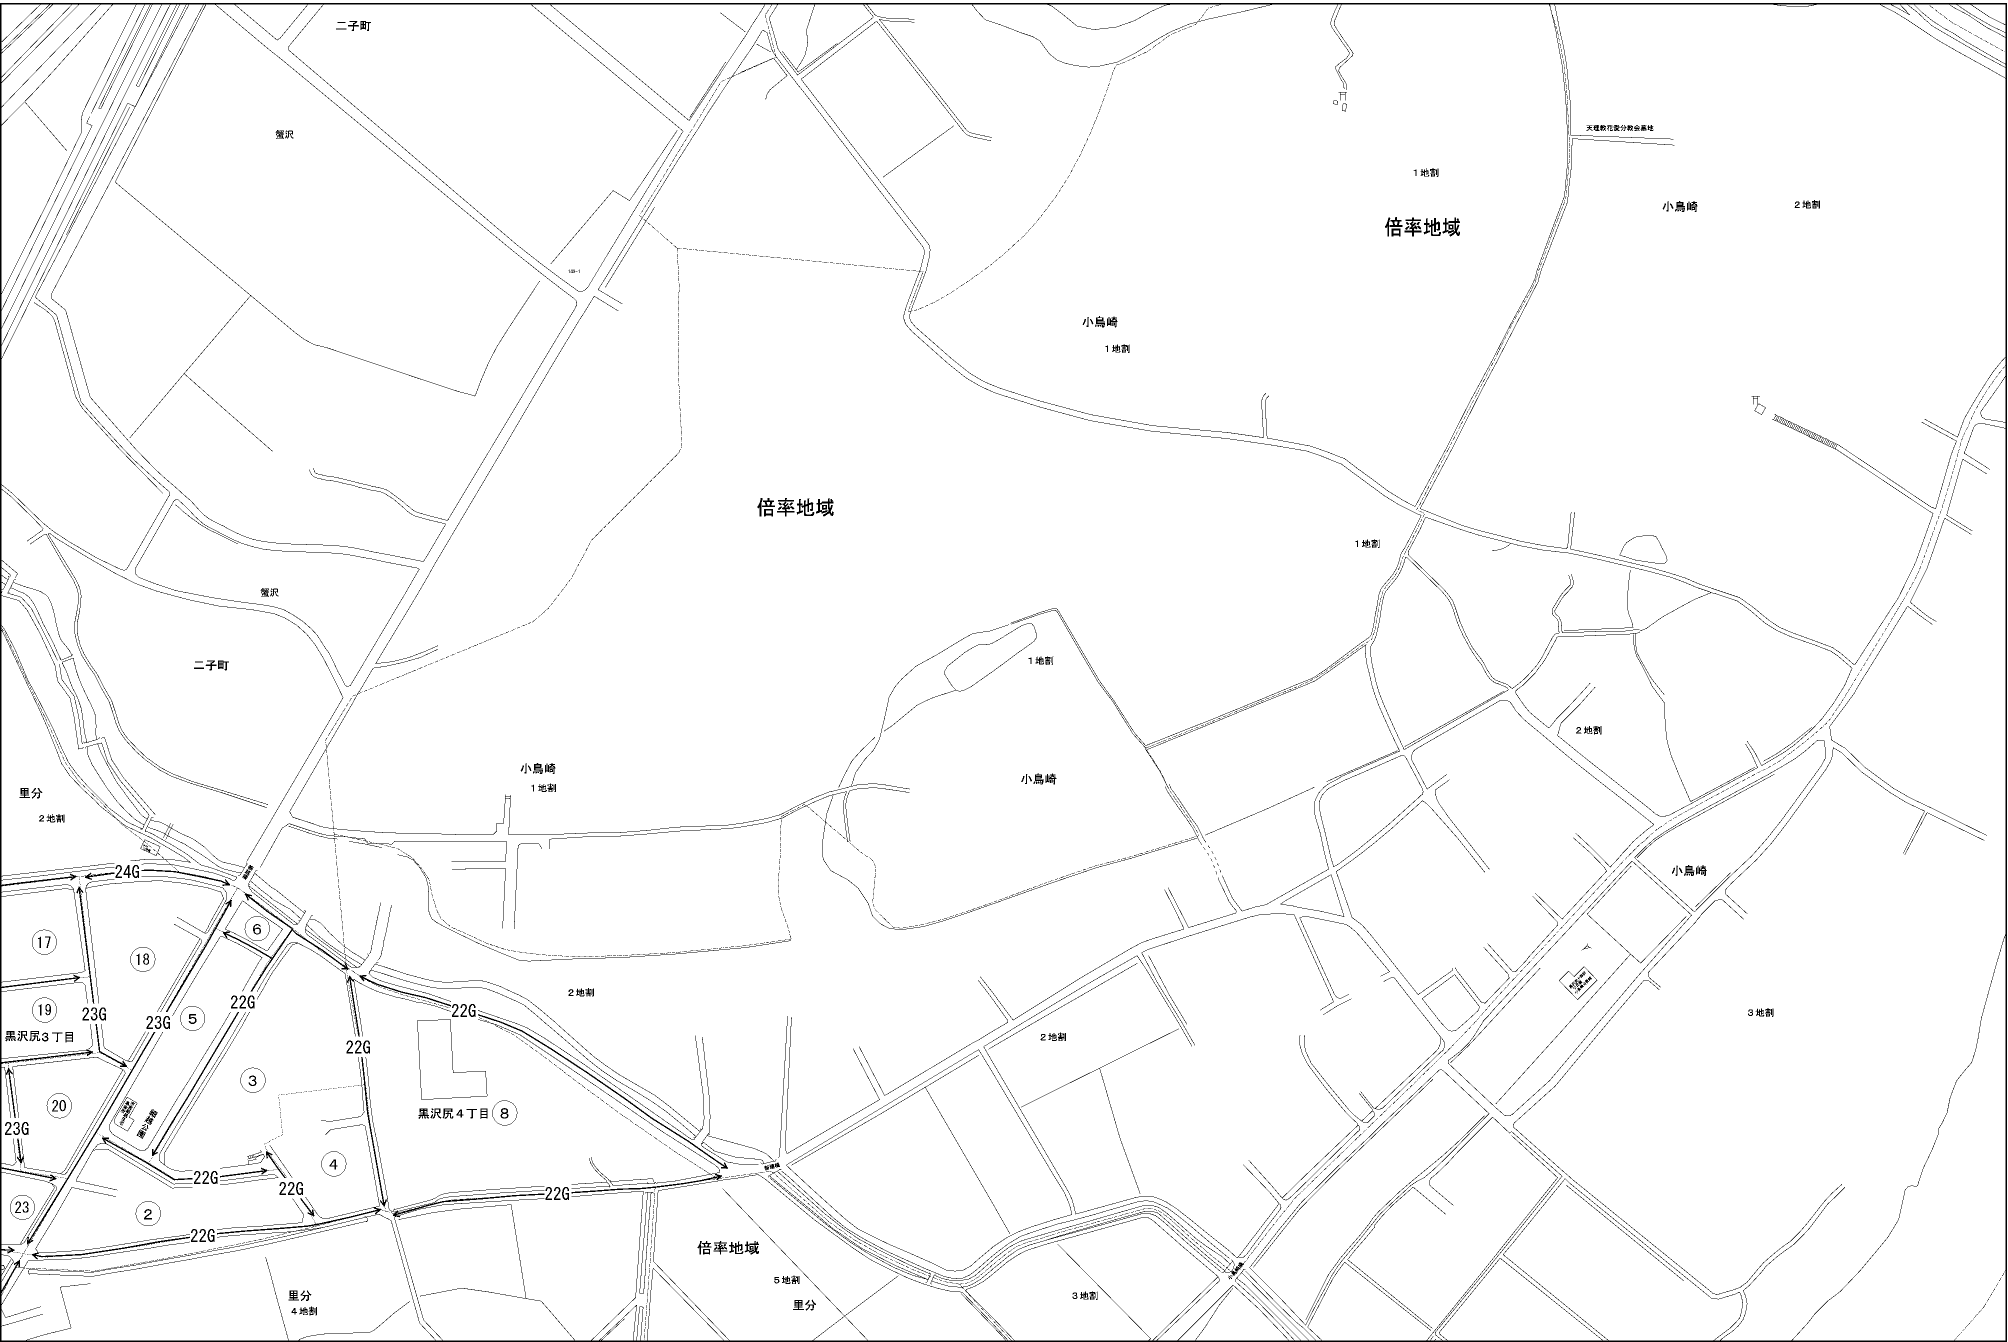 二子町
蟹沢
天理教花愛分教会墓地
１地割
小鳥崎
２地割
倍率地域
103-1
小鳥崎
１地割
倍率地域
１地割
蟹沢
二子町
１地割
２地割
小鳥崎
１地割
小鳥崎
里分
２地割
24G
小鳥崎
6
17
18
２地割
22G
22G
19
5
23G
23G
黒沢尻３丁目
２地割
３地割
22G
3
20
黒沢尻４丁目
8
23G
4
22G
22G
22G
23
2
22G
倍率地域
５地割
里分
４地割
３地割
里分